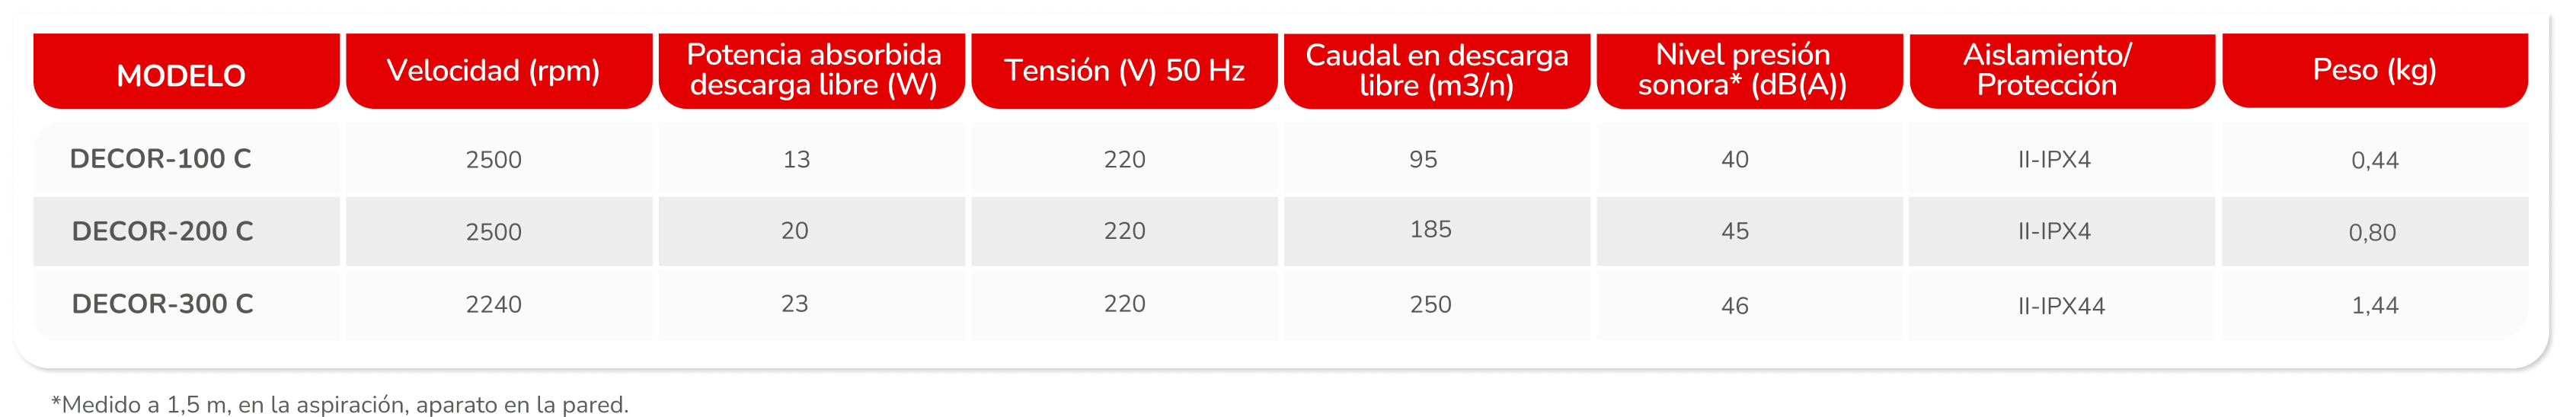 MODELO Velocidad (rpm) Potencia absorbida descarga libre (W) Tensión (V) 50 Hz Caudal en descarga libre (m3/n) Nivel presión sonora* (dB(A)) Aislamiento/ Protección Peso (kg)
DECOR-100 C 2500 13 220 95 40 II-IPX4 0,44
DECOR-200 C 2500 20 220 185 45 II-IPX4 0,80
DECOR-300 C 2240 23 220 250 46 II-IPX44 1,44
*Medido a 1,5 m, en la aspiración, aparato en la pared.